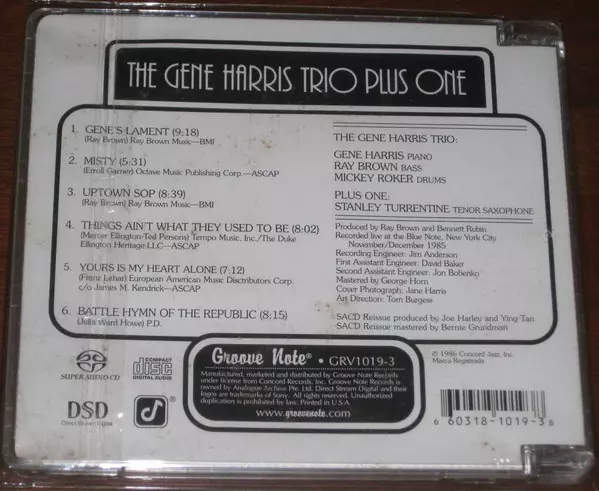 THE GENE HARRIS TRIO PLUS ONE
1. GENE'S LAMENT (9:18)
(Ray Brown) Ray Brown Music—BMI
2. MISTY (5:31)
(Erroll Garner) Octave Music Publishing Corp.—ASCAP
3. UPTOWN SOP (8:39)
(Ray Brown) Ray Brown Music—BMI
4. THINGS AIN'T WHAT THEY USED TO BE (8:02)
(Mercer Ellington-Ted Persons) Tempo Music, Inc./The Duke
Ellington Heritage LLC—ASCAP
5. YOURS IS MY HEART ALONE (7:12)
(Franz Lehar) European American Music Distributors Corp.
c/o James M. Kendrick—ASCAP
6. BATTLE HYMN OF THE REPUBLIC (8:15)
(Julia Ward Howe) P.D.
THE GENE HARRIS TRIO:
GENE HARRIS PIANO
RAY BROWN BASS
MICKEY ROKER DRUMS
PLUS ONE:
STANLEY TURRENTINE TENOR SAXOPHONE
Produced by Ray Brown and Bennett Rubin
Recorded live at the Blue Note, New York City
November/December 1985
Recording Engineer: Jim Anderson
First Assistant Engineer: David Baker
Second Assistant Engineer: Jon Bobenko
Mastered by George Horn
Cover Photograph: Jane Harris
Art Direction: Tom Burgess
SACD Reissue produced by Joe Harley and Ying Tan
SACD Reissue mastered by Bernie Grundman
SUPER AUDIO CD
COMPACT
disc
DIGITAL AUDIO
DSD
Direct Stream Digital
Groove Note® • GRV1019-3
Manufactured, marketed and distributed by Groove Note Records
under license from Concord Records, Inc. Groove Note Records is
owned by Analogue Archive Pte. Ltd. Direct Stream Digital and their
logos are trademarks of Sony. All rights reserved. Unauthorized
duplication is prohibited by law. Printed in U.S.A.
www.groovenote.com
℗ 1986 Concord Jazz, Inc.
Marca Registrada
6 60318-1019-3 8